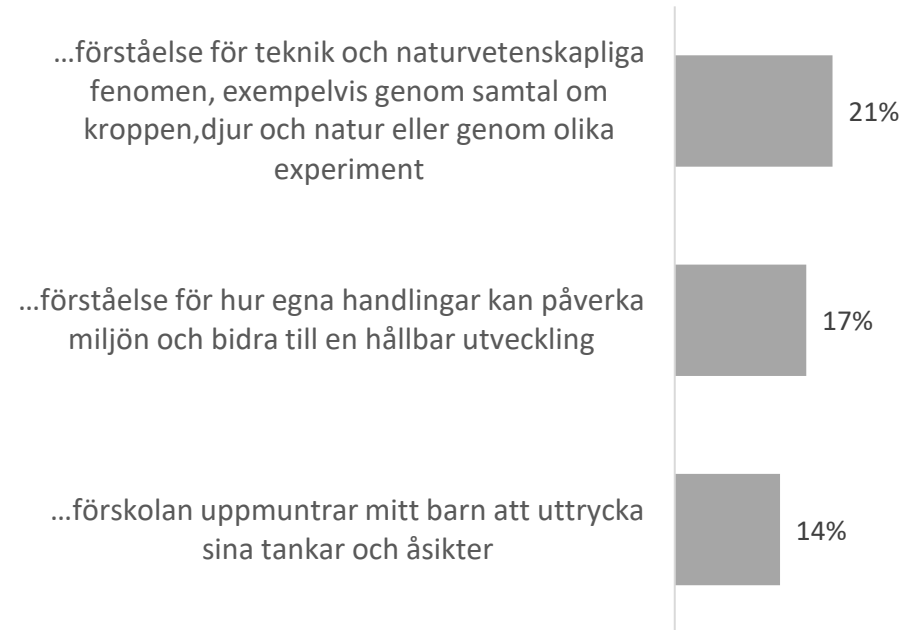 ...förståelse för teknik och naturvetenskapliga
fenomen, exempelvis genom samtal om
kroppen,djur och natur eller genom olika
experiment
21%
...förståelse för hur egna handlingar kan påverka
miljön och bidra till en hållbar utveckling
17%
...förskolan uppmuntrar mitt barn att uttrycka
sina tankar och åsikter
14%